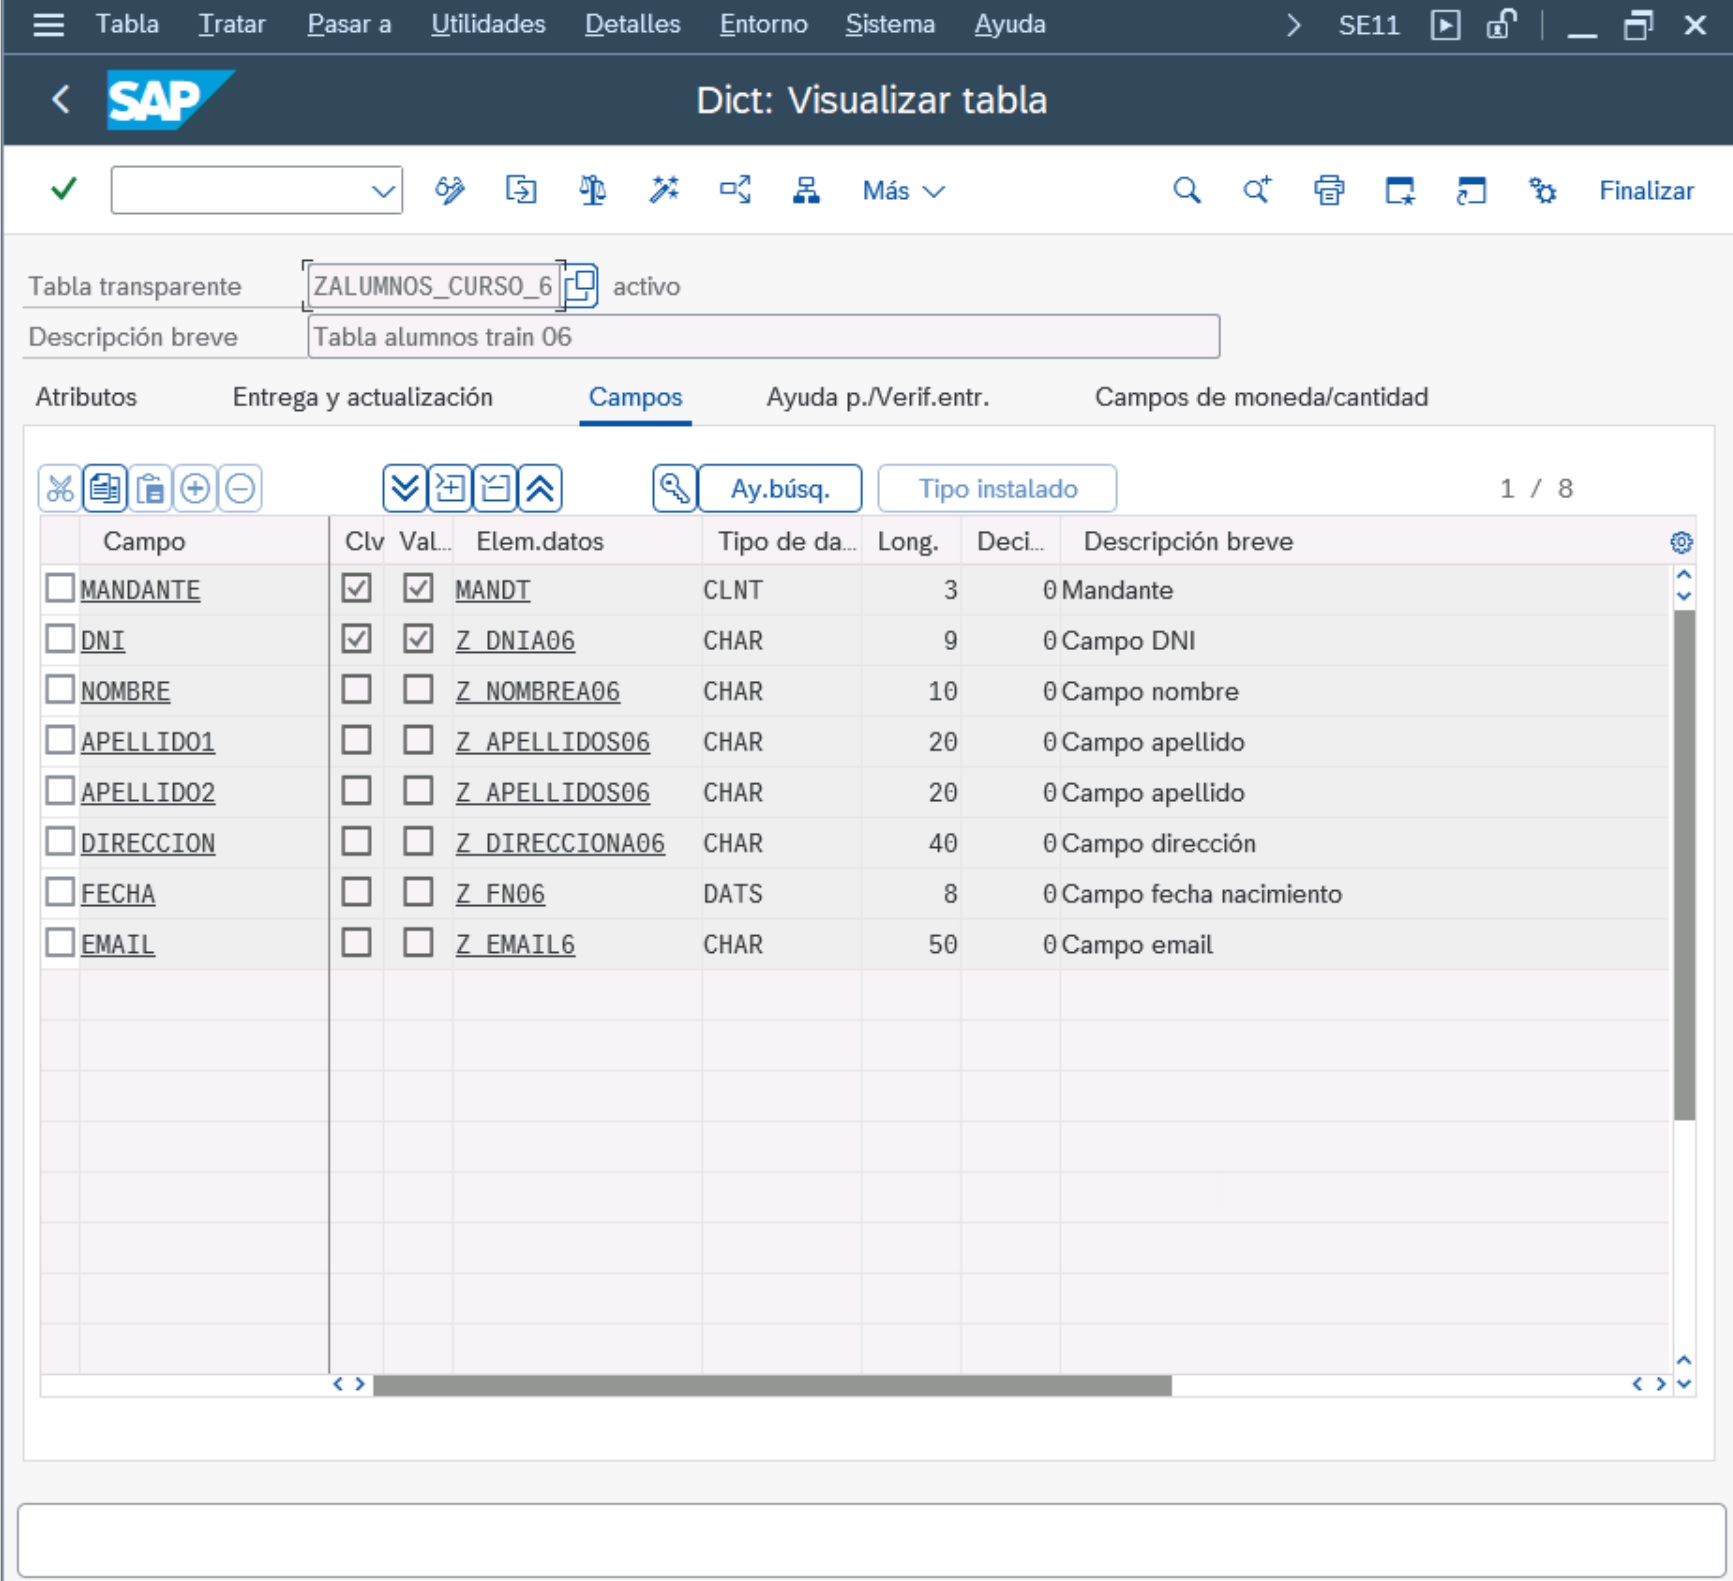 Tabla Tratar Pasar a Utilidades Detalles Entorno Sistema Ayuda SE11
SAP Dict: Visualizar tabla
Más Finalizar
Tabla transparente ZALUMNOS_CURSO_6 activo
Descripción breve Tabla alumnos train 06
Atributos Entrega y actualización Campos Ayuda p./Verif.entr. Campos de moneda/cantidad
Ay.búsq. Tipo instalado 1 / 8
Campo Clv Val... Elem.datos Tipo de da... Long. Deci... Descripción breve
MANDANTE MANDT CLNT 3 0 Mandante
DNI Z_DNIA06 CHAR 9 0 Campo DNI
NOMBRE Z_NOMBREA06 CHAR 10 0 Campo nombre
APELLIDO1 Z_APELLIDOS06 CHAR 20 0 Campo apellido
APELLIDO2 Z_APELLIDOS06 CHAR 20 0 Campo apellido
DIRECCION Z_DIRECCIONA06 CHAR 40 0 Campo dirección
FECHA Z_FN06 DATS 8 0 Campo fecha nacimiento
EMAIL Z_EMAIL6 CHAR 50 0 Campo email